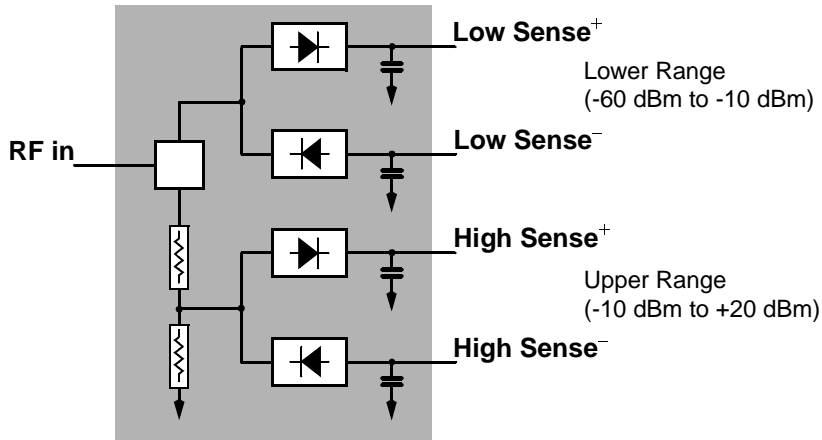 Low Sense⁺
Lower Range
(-60 dBm to -10 dBm)
RF in
Low Sense⁻
High Sense⁺
Upper Range
(-10 dBm to +20 dBm)
High Sense⁻